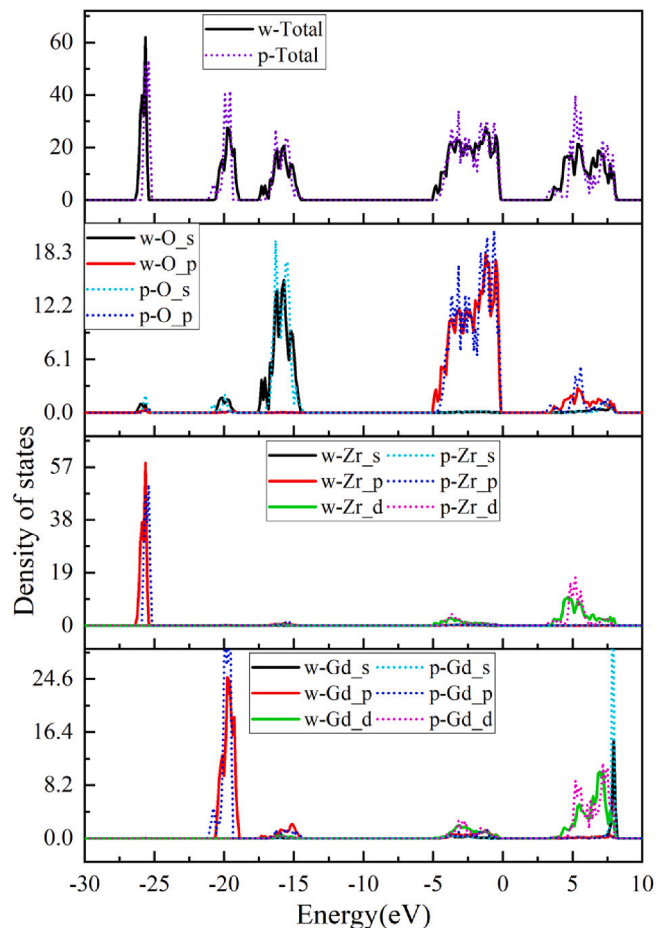 w-Total
p-Total
60
40
20
0
w-O_s
w-O_p
p-O_s
p-O_p
18.3
12.2
6.1
0.0
w-Zr_s p-Zr_s
w-Zr_p p-Zr_p
w-Zr_d p-Zr_d
57
38
19
0
w-Gd_s p-Gd_s
w-Gd_p p-Gd_p
w-Gd_d p-Gd_d
24.6
16.4
8.2
0.0
Density of states
-30 -25 -20 -15 -10 -5 0 5 10
Energy(eV)